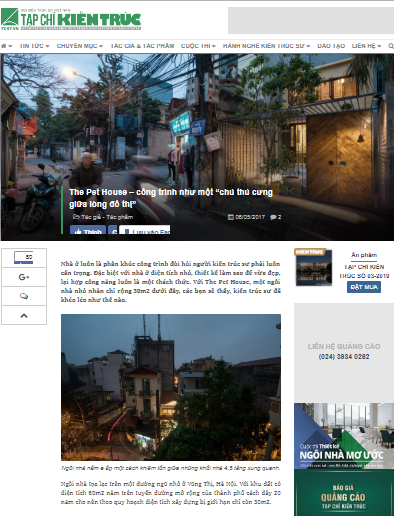 HỘI KIẾN TRÚC SƯ VIỆT NAM
TẠP CHÍ KIẾN TRÚC
TCKT.VN
TIN TỨC
CHUYÊN MỤC
TÁC GIẢ & TÁC PHẨM
CUỘC THI
HÀNH NGHỀ KIẾN TRÚC SƯ
ĐÀO TẠO
LIÊN HỆ
The Pet House – công trình như một “chú thú cưng
giữa lòng đô thị”
Tác giả - Tác phẩm
08/05/2017
2
Thích
Lưu vào Fac
G+
Nhà ở luôn là phân khúc công trình đòi hỏi người kiến trúc sư phải luôn
cẩn trọng. Đặc biệt với nhà ở diện tích nhỏ, thiết kế làm sao để vừa đẹp,
lại hợp công năng luôn là một thách thức. Với The Pet House, một ngôi
nhà nhỏ nhắn chỉ rộng 30m2 dưới đây, các bạn sẽ thấy, kiến trúc sư đã
khéo léo như thế nào.
Ngôi nhà nằm e ấp một cách khiêm tốn giữa những khối nhà 4,5 tầng xung quanh.
Ngôi nhà tọa lạc trên một đường ngõ nhỏ ở Võng Thị, Hà Nội. Với khu đất có
diện tích 60m2 nằm trên tuyến đường mở rộng của thành phố cách đây 20
năm cho nên theo quy hoạch diện tích xây dựng bị giới hạn chỉ còn 30m2.
Ấn phẩm
TẠP CHÍ KIẾN
TRÚC SỐ 03-2019
ĐẶT MUA
LIÊN HỆ QUẢNG CÁO
(024) 3934 0262
Cuộc thi Thiết kế
NGÔI NHÀ MƠ ƯỚC
BÁO GIÁ
QUẢNG CÁO
TẠP CHÍ KIẾN TRÚC